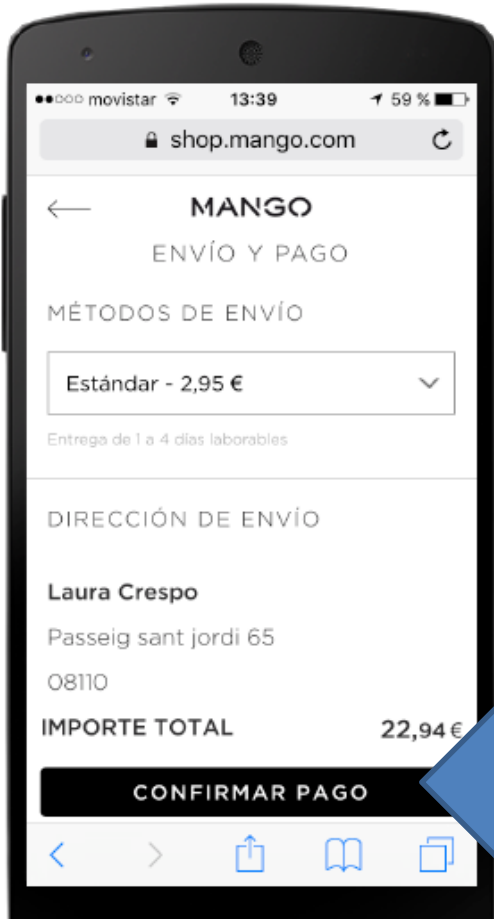 movistar 13:39 59 %
shop.mango.com
MANGO
ENVÍO Y PAGO
MÉTODOS DE ENVÍO
Estándar - 2,95 €
Entrega de 1 a 4 días laborables
DIRECCIÓN DE ENVÍO
Laura Crespo
Passeig sant jordi 65
08110
IMPORTE TOTAL 22,94 €
CONFIRMAR PAGO